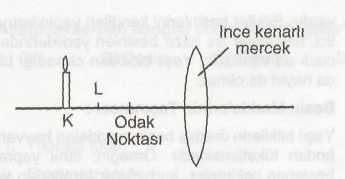 İnce kenarlı
mercek
L
K
Odak
Noktası